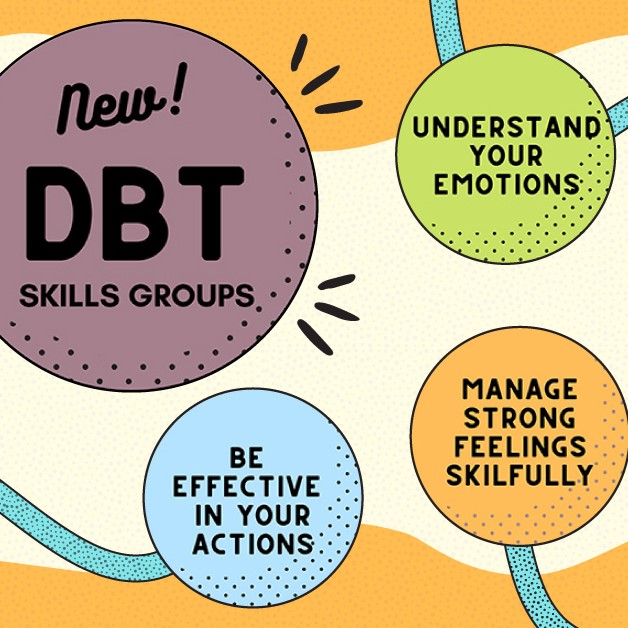 New!
DBT
SKILLS GROUPS
UNDERSTAND
YOUR
EMOTIONS
MANAGE
STRONG
FEELINGS
SKILFULLY
BE
EFFECTIVE
IN YOUR
ACTIONS